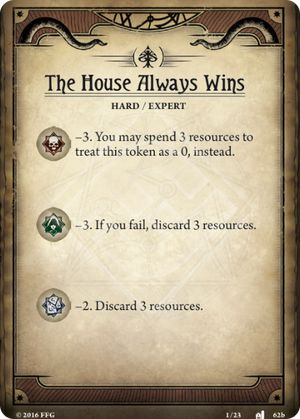 The House Always Wins
HARD / EXPERT
–3. You may spend 3 resources to
treat this token as a 0, instead.
–3. If you fail, discard 3 resources.
–2. Discard 3 resources.
© 2016 FFG 1/23 62b